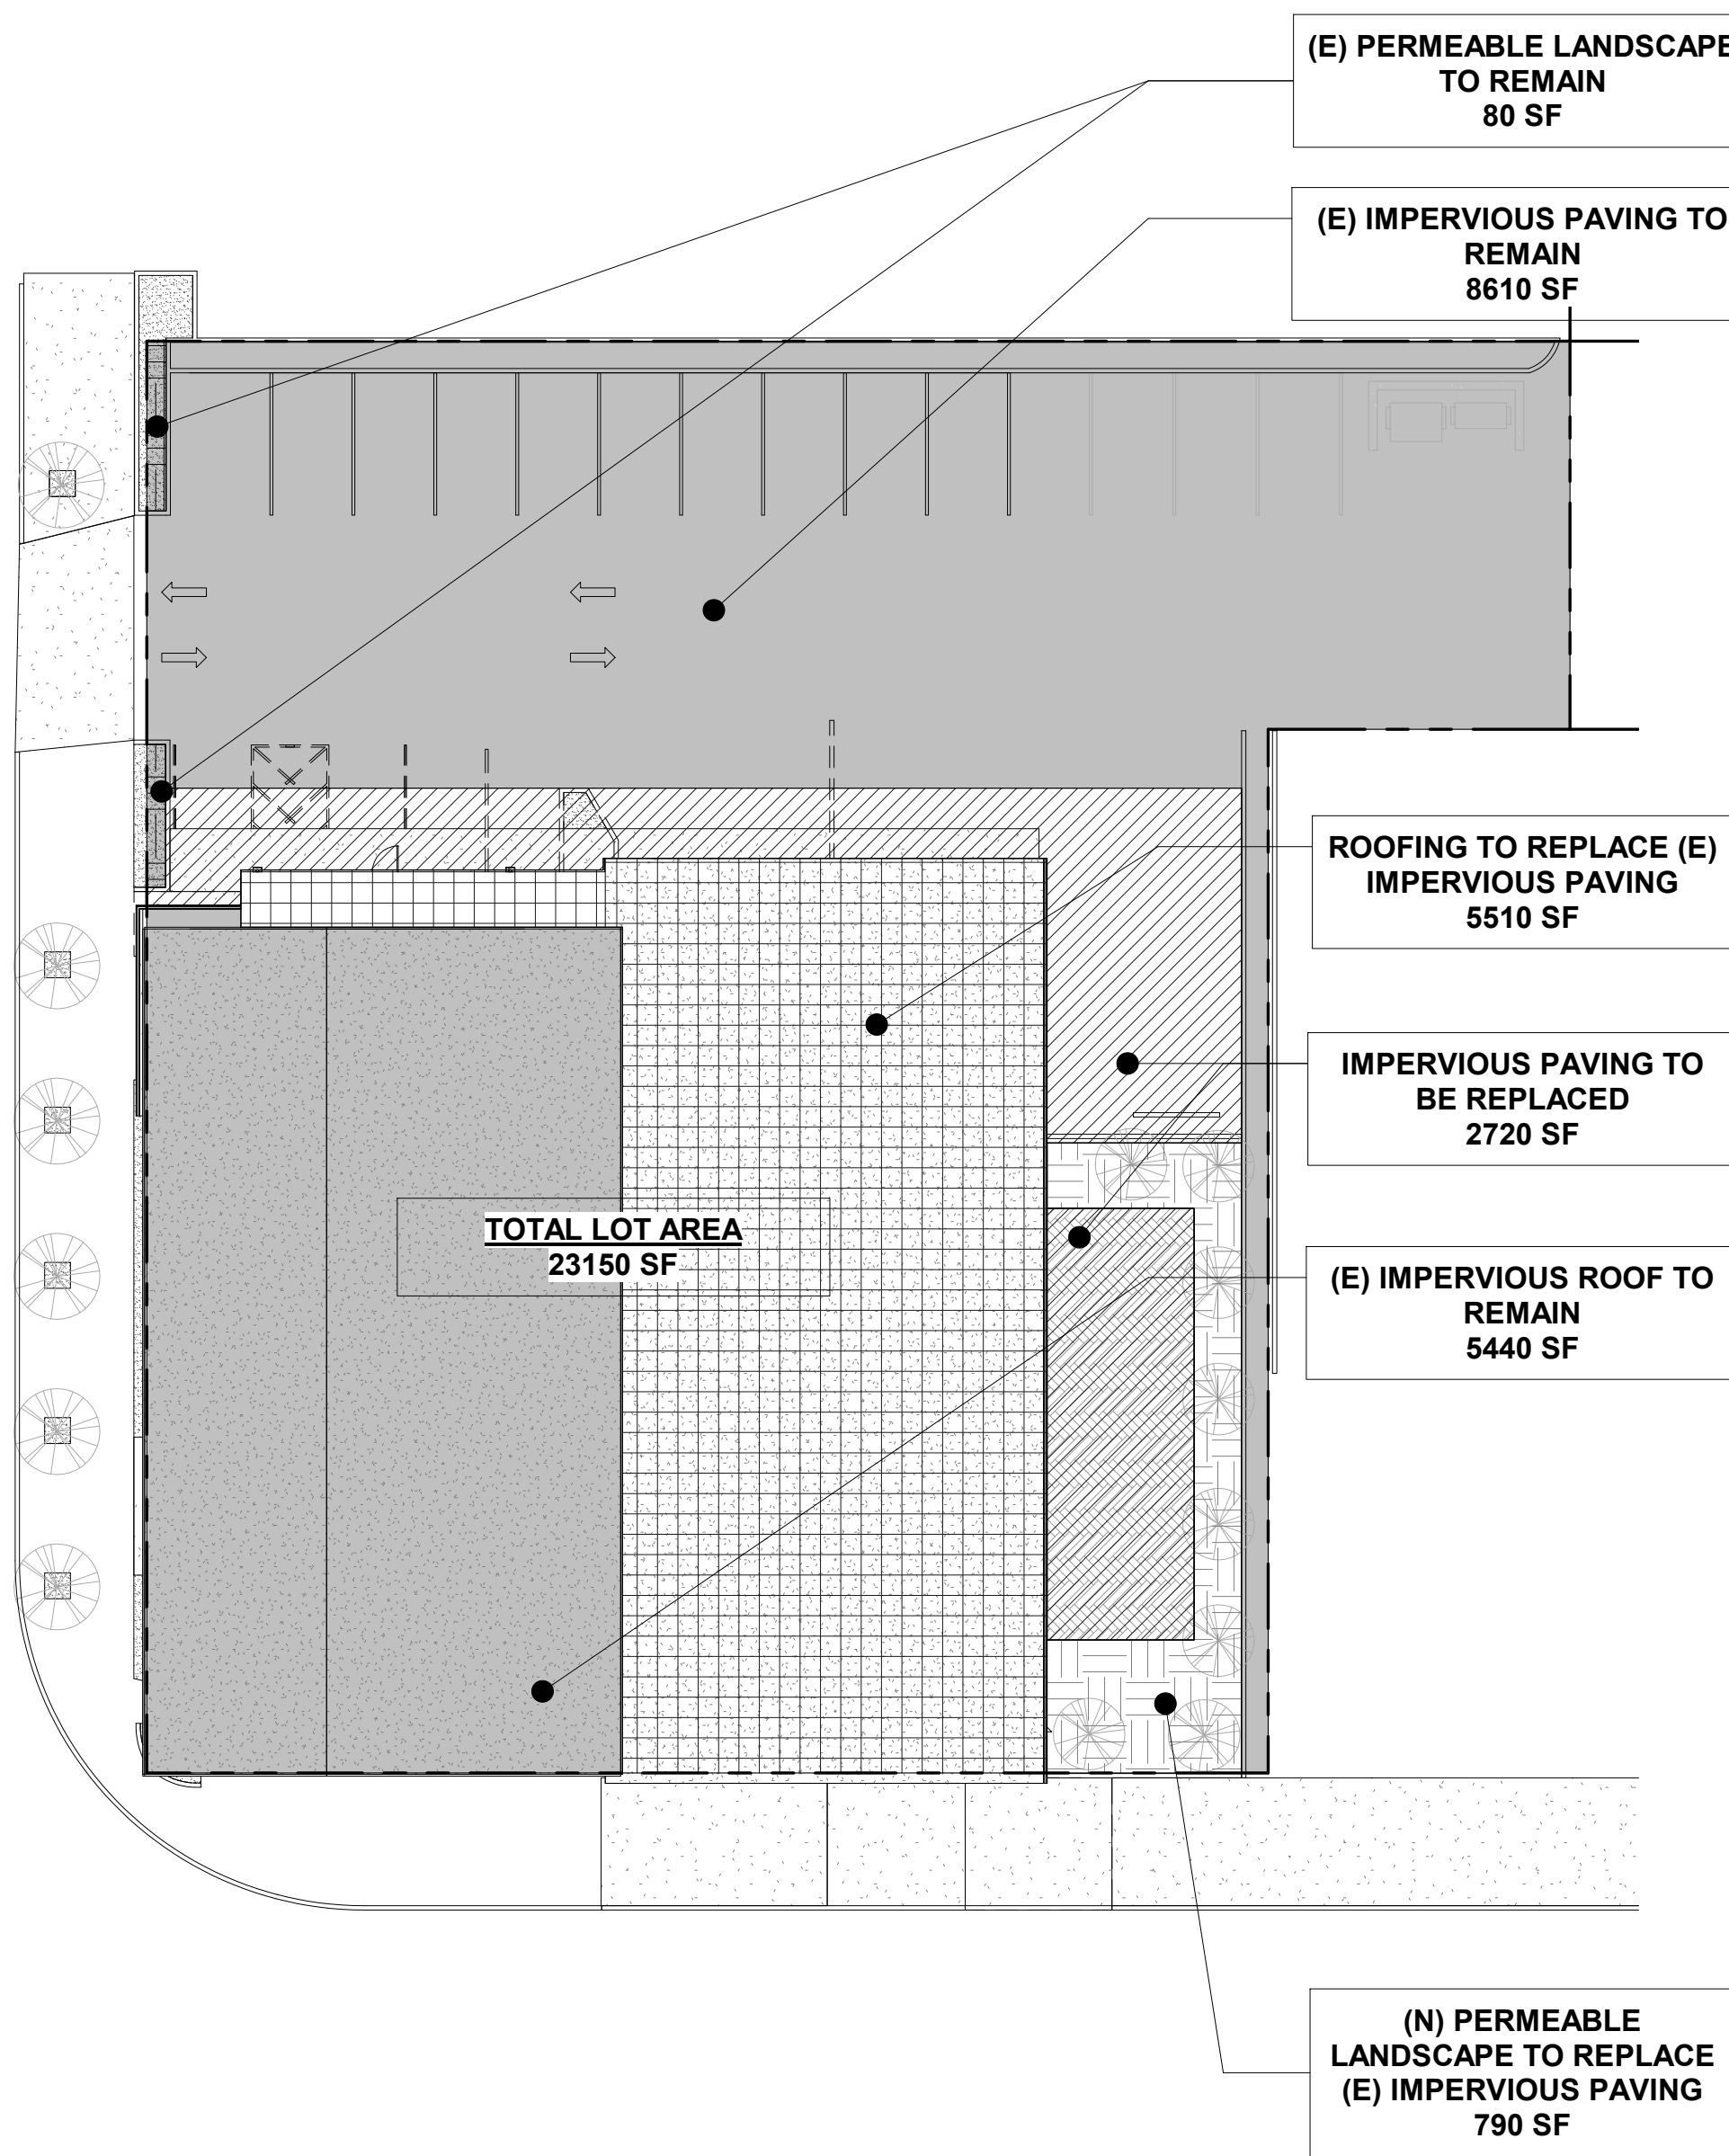 (E) PERMEABLE LANDSCAPE
TO REMAIN
80 SF
(E) IMPERVIOUS PAVING TO
REMAIN
8610 SF
ROOFING TO REPLACE (E)
IMPERVIOUS PAVING
5510 SF
IMPERVIOUS PAVING TO
BE REPLACED
2720 SF
TOTAL LOT AREA
23150 SF
(E) IMPERVIOUS ROOF TO
REMAIN
5440 SF
(N) PERMEABLE
LANDSCAPE TO REPLACE
(E) IMPERVIOUS PAVING
790 SF